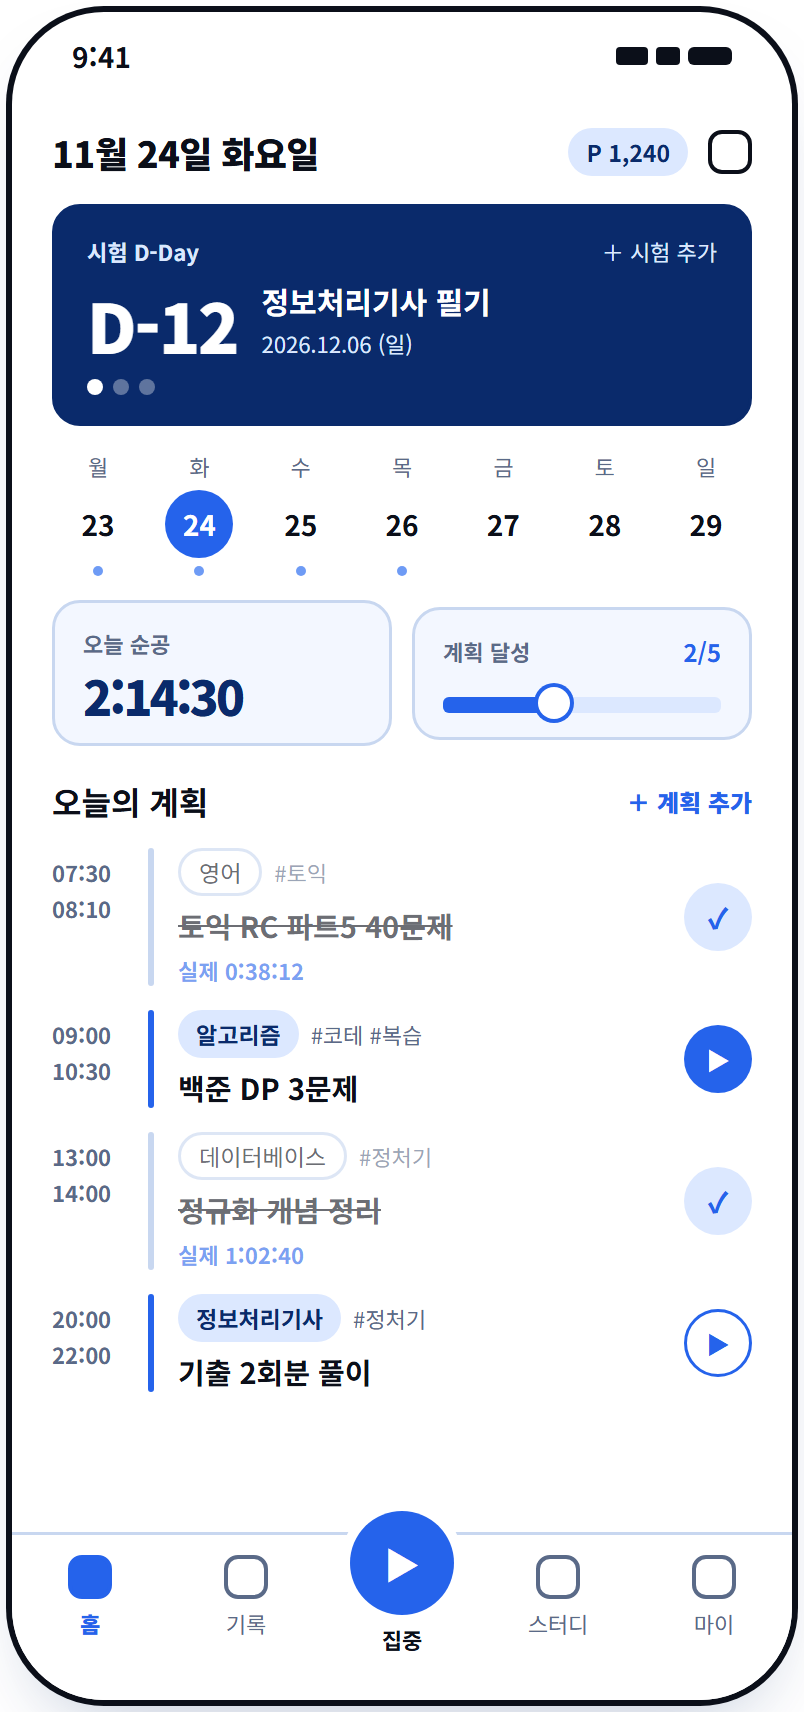 9:41
11월 24일 화요일
P 1,240
시험 D-Day
+ 시험 추가
D-12
정보처리기사 필기
2026.12.06 (일)
월 화 수 목 금 토 일
23 24 25 26 27 28 29
오늘 순공
2:14:30
계획 달성
2/5
오늘의 계획
+ 계획 추가
07:30
08:10
영어 #토익
토익 RC 파트5 40문제
실제 0:38:12
09:00
10:30
알고리즘 #코테 #복습
백준 DP 3문제
13:00
14:00
데이터베이스 #정처기
정규화 개념 정리
실제 1:02:40
20:00
22:00
정보처리기사 #정처기
기출 2회분 풀이
홈 기록 집중 스터디 마이